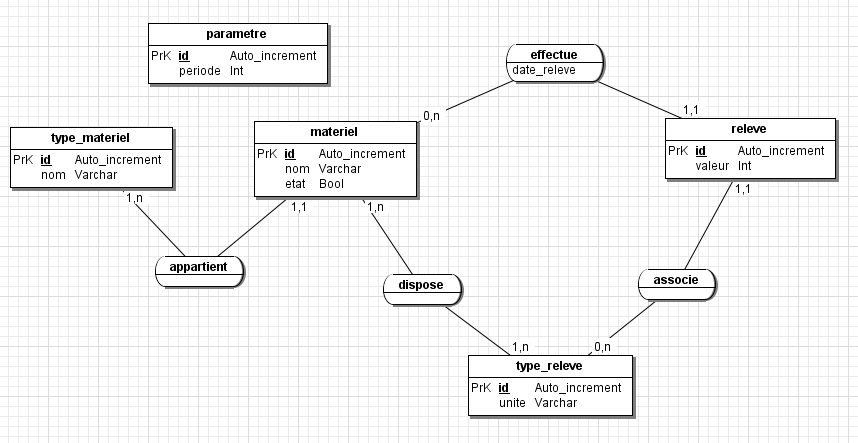 parametre
PrK id Auto_increment
periode Int
effectue
date_releve
0,n
1,1
type_materiel
PrK id Auto_increment
nom Varchar
1,n
materiel
PrK id Auto_increment
nom Varchar
etat Bool
1,1
1,n
releve
PrK id Auto_increment
valeur Int
1,1
appartient
dispose
associe
1,n
0,n
type_releve
PrK id Auto_increment
unite Varchar